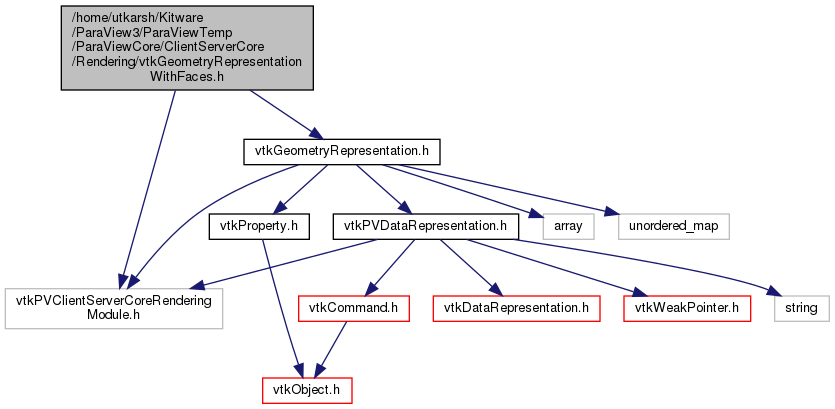 /home/utkarsh/Kitware
/ParaView3/ParaViewTemp
/ParaViewCore/ClientServerCore
/Rendering/vtkGeometryRepresentation
WithFaces.h
vtkGeometryRepresentation.h
vtkProperty.h
vtkPVDataRepresentation.h
array
unordered_map
vtkPVClientServerCoreRendering
Module.h
vtkCommand.h
vtkDataRepresentation.h
vtkWeakPointer.h
string
vtkObject.h